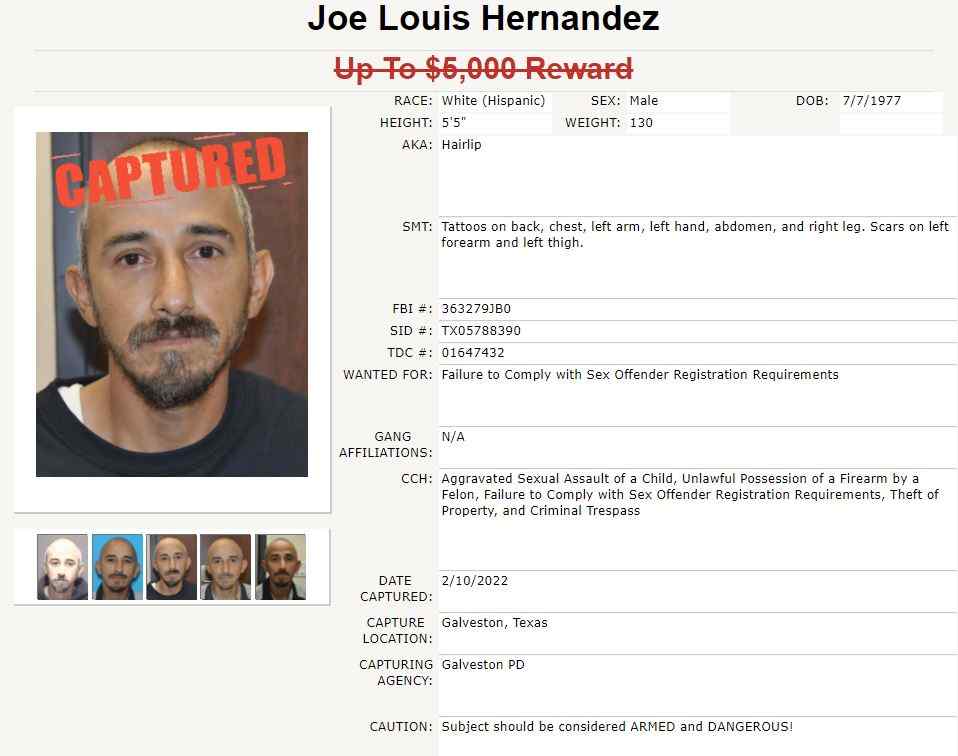 Joe Louis Hernandez
Up To $5,000 Reward
CAPTURED
RACE: White (Hispanic) SEX: Male DOB: 7/7/1977
HEIGHT: 5'5" WEIGHT: 130
AKA: Hairlip
SMT: Tattoos on back, chest, left arm, left hand, abdomen, and right leg. Scars on left
forearm and left thigh.
FBI #: 363279JB0
SID #: TX05788390
TDC #: 01647432
WANTED FOR: Failure to Comply with Sex Offender Registration Requirements
GANG
AFFILIATIONS:
N/A
CCH: Aggravated Sexual Assault of a Child, Unlawful Possession of a Firearm by a
Felon, Failure to Comply with Sex Offender Registration Requirements, Theft of
Property, and Criminal Trespass
DATE
CAPTURED:
2/10/2022
CAPTURE
LOCATION:
Galveston, Texas
CAPTURING
AGENCY:
Galveston PD
CAUTION: Subject should be considered ARMED and DANGEROUS!